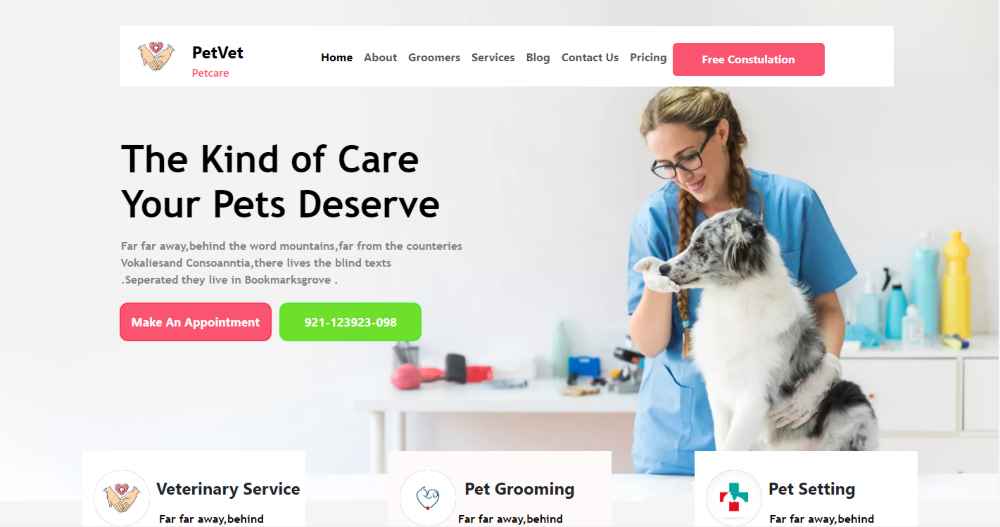 PetVet
Petcare
Home About Groomers Services Blog Constact Us Pricing Free Constulation
The Kind of Care
Your Pets Deserve
Far far away,behind the word mountains,far from the counteries
Vokaliesand Consoanntia,there lives the blind texts
.Seperated they live in Bookmarksgrove .
Make An Appointment 921-123923-098
Veterinary Service
Far far away,behind
Pet Grooming
Far far away,behind
Pet Setting
Far far away,behind